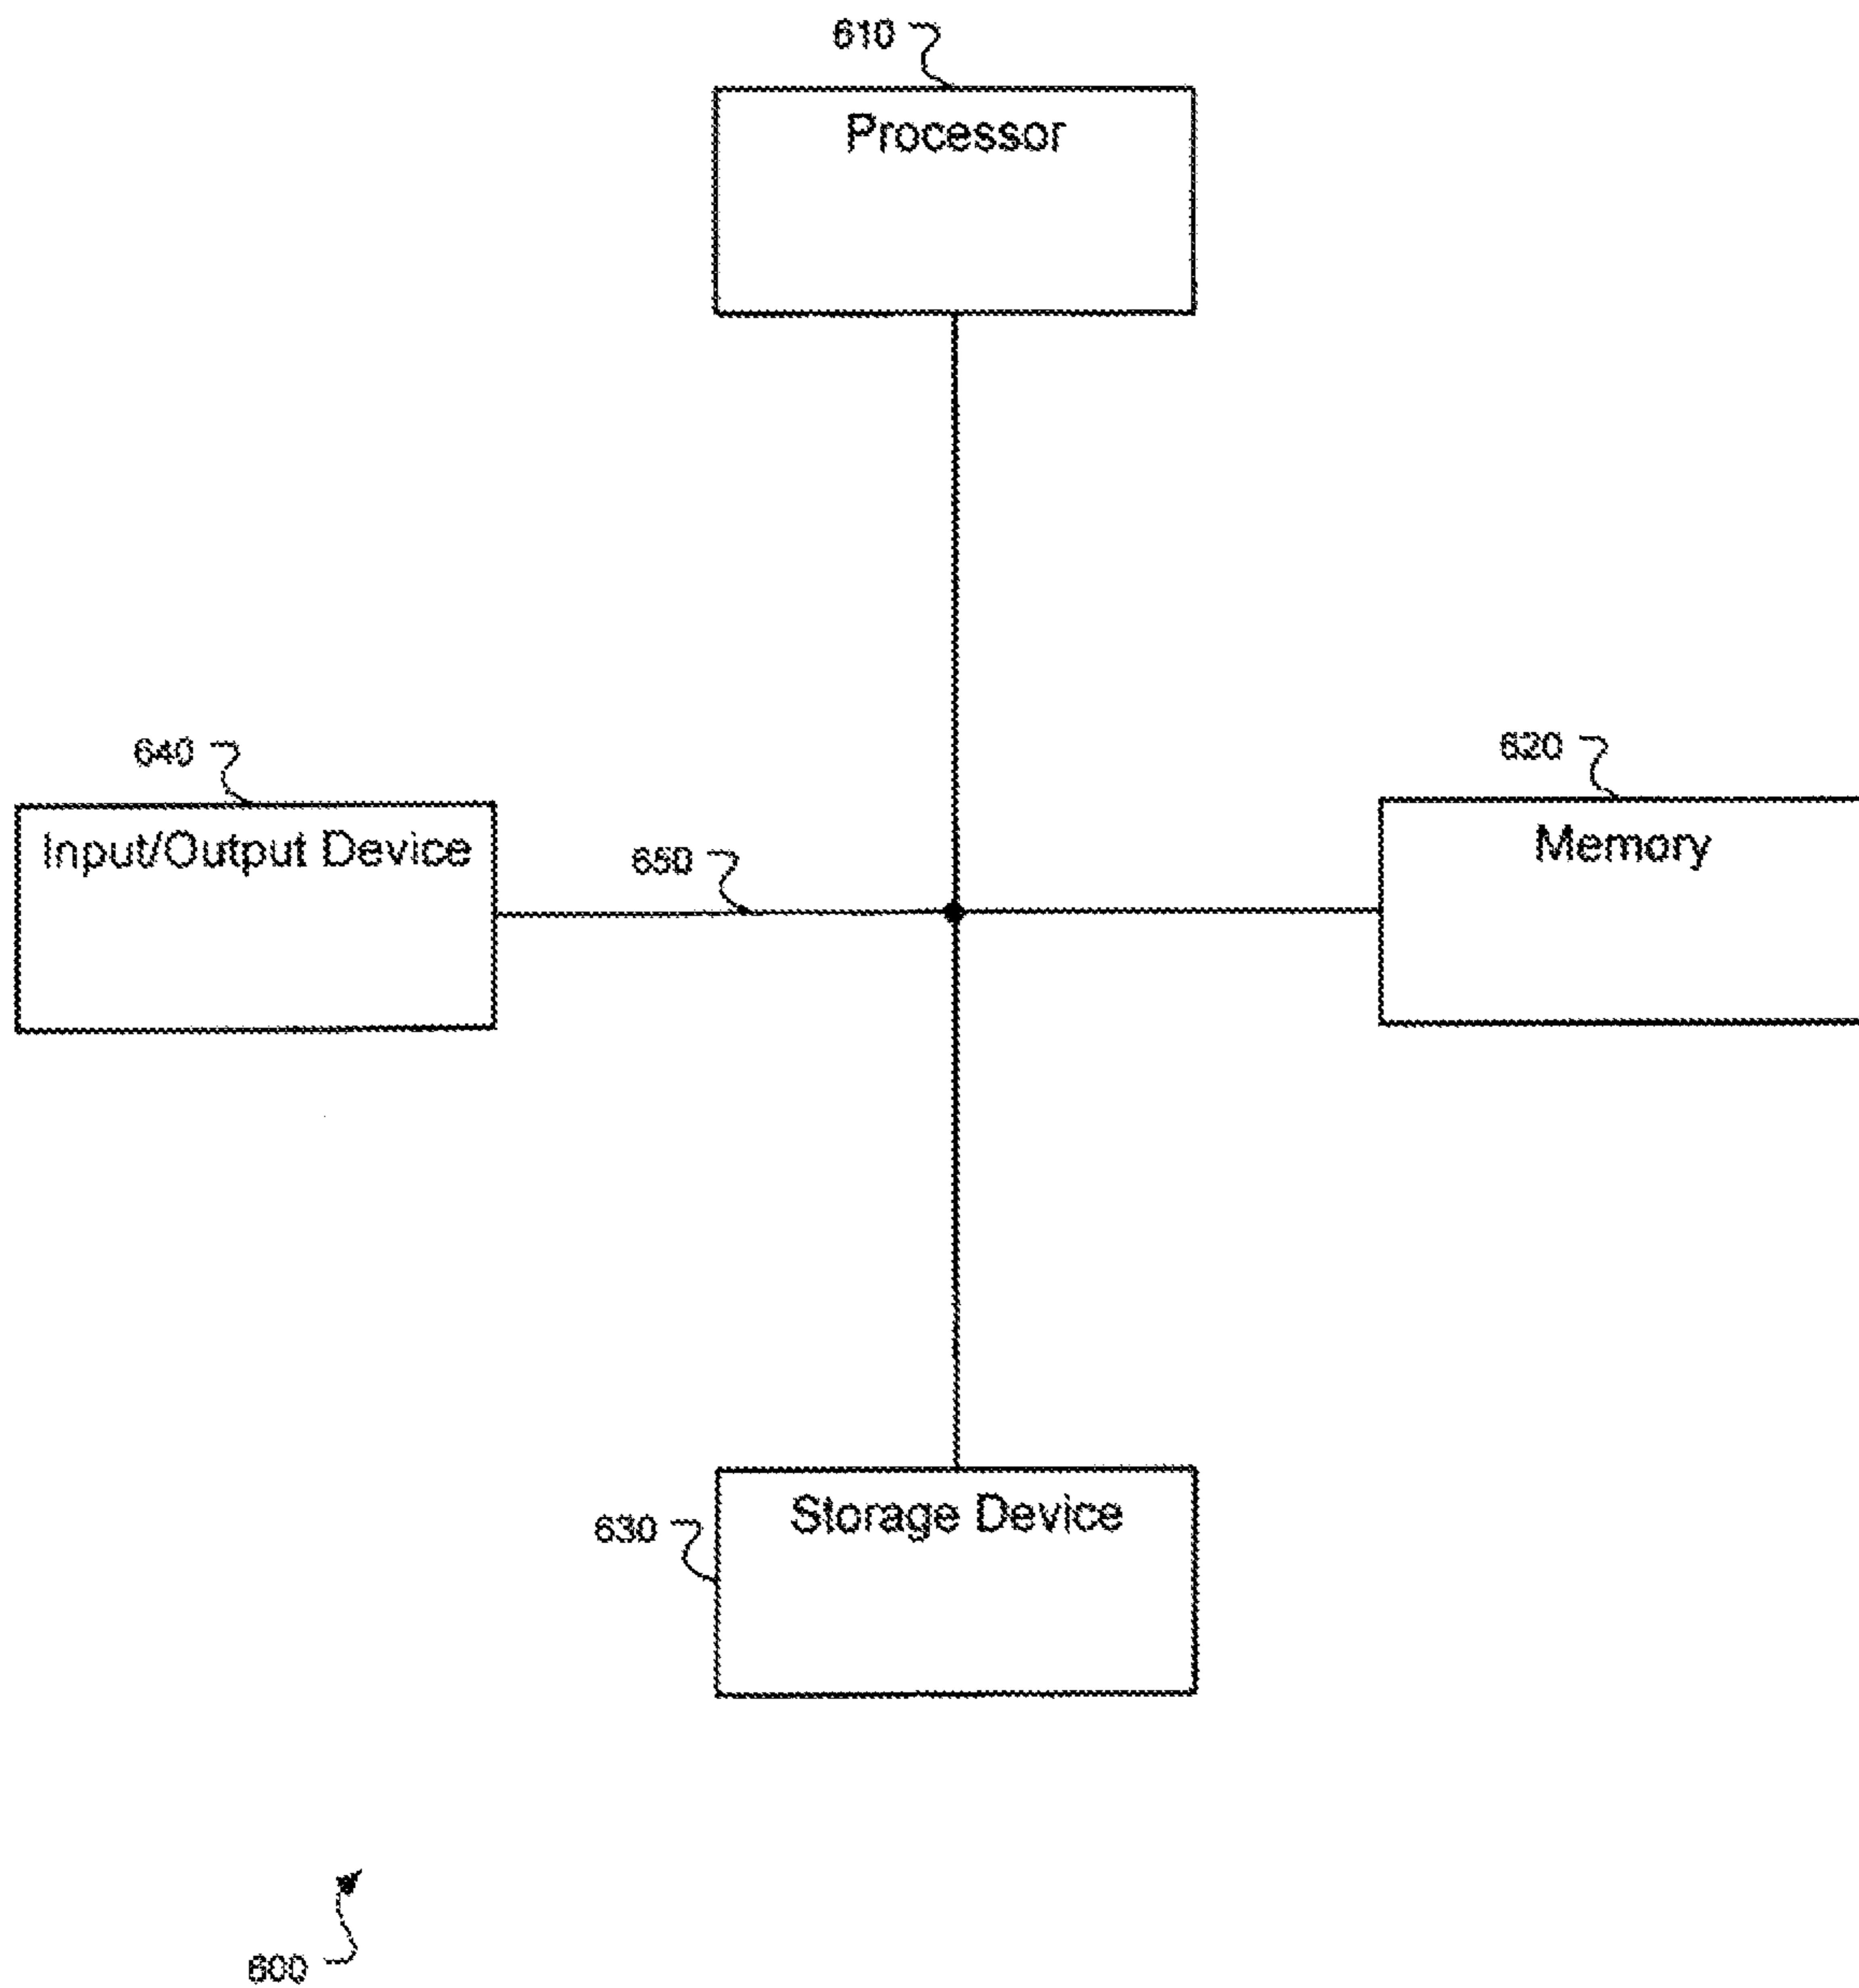 610
Processor
640
620
Input/Output Device
650
Memory
630
Storage Device
600